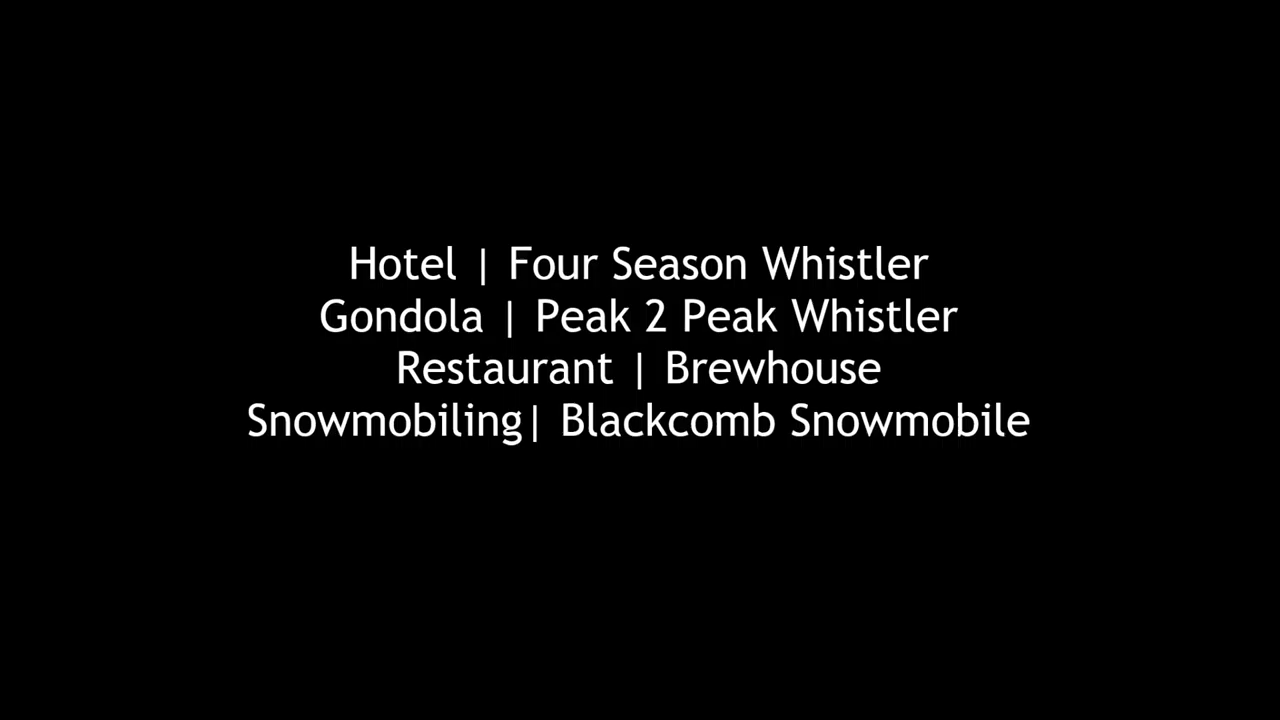 Hotel | Four Season Whistler
Gondola | Peak 2 Peak Whistler
Restaurant | Brewhouse
Snowmobiling| Blackcomb Snowmobile